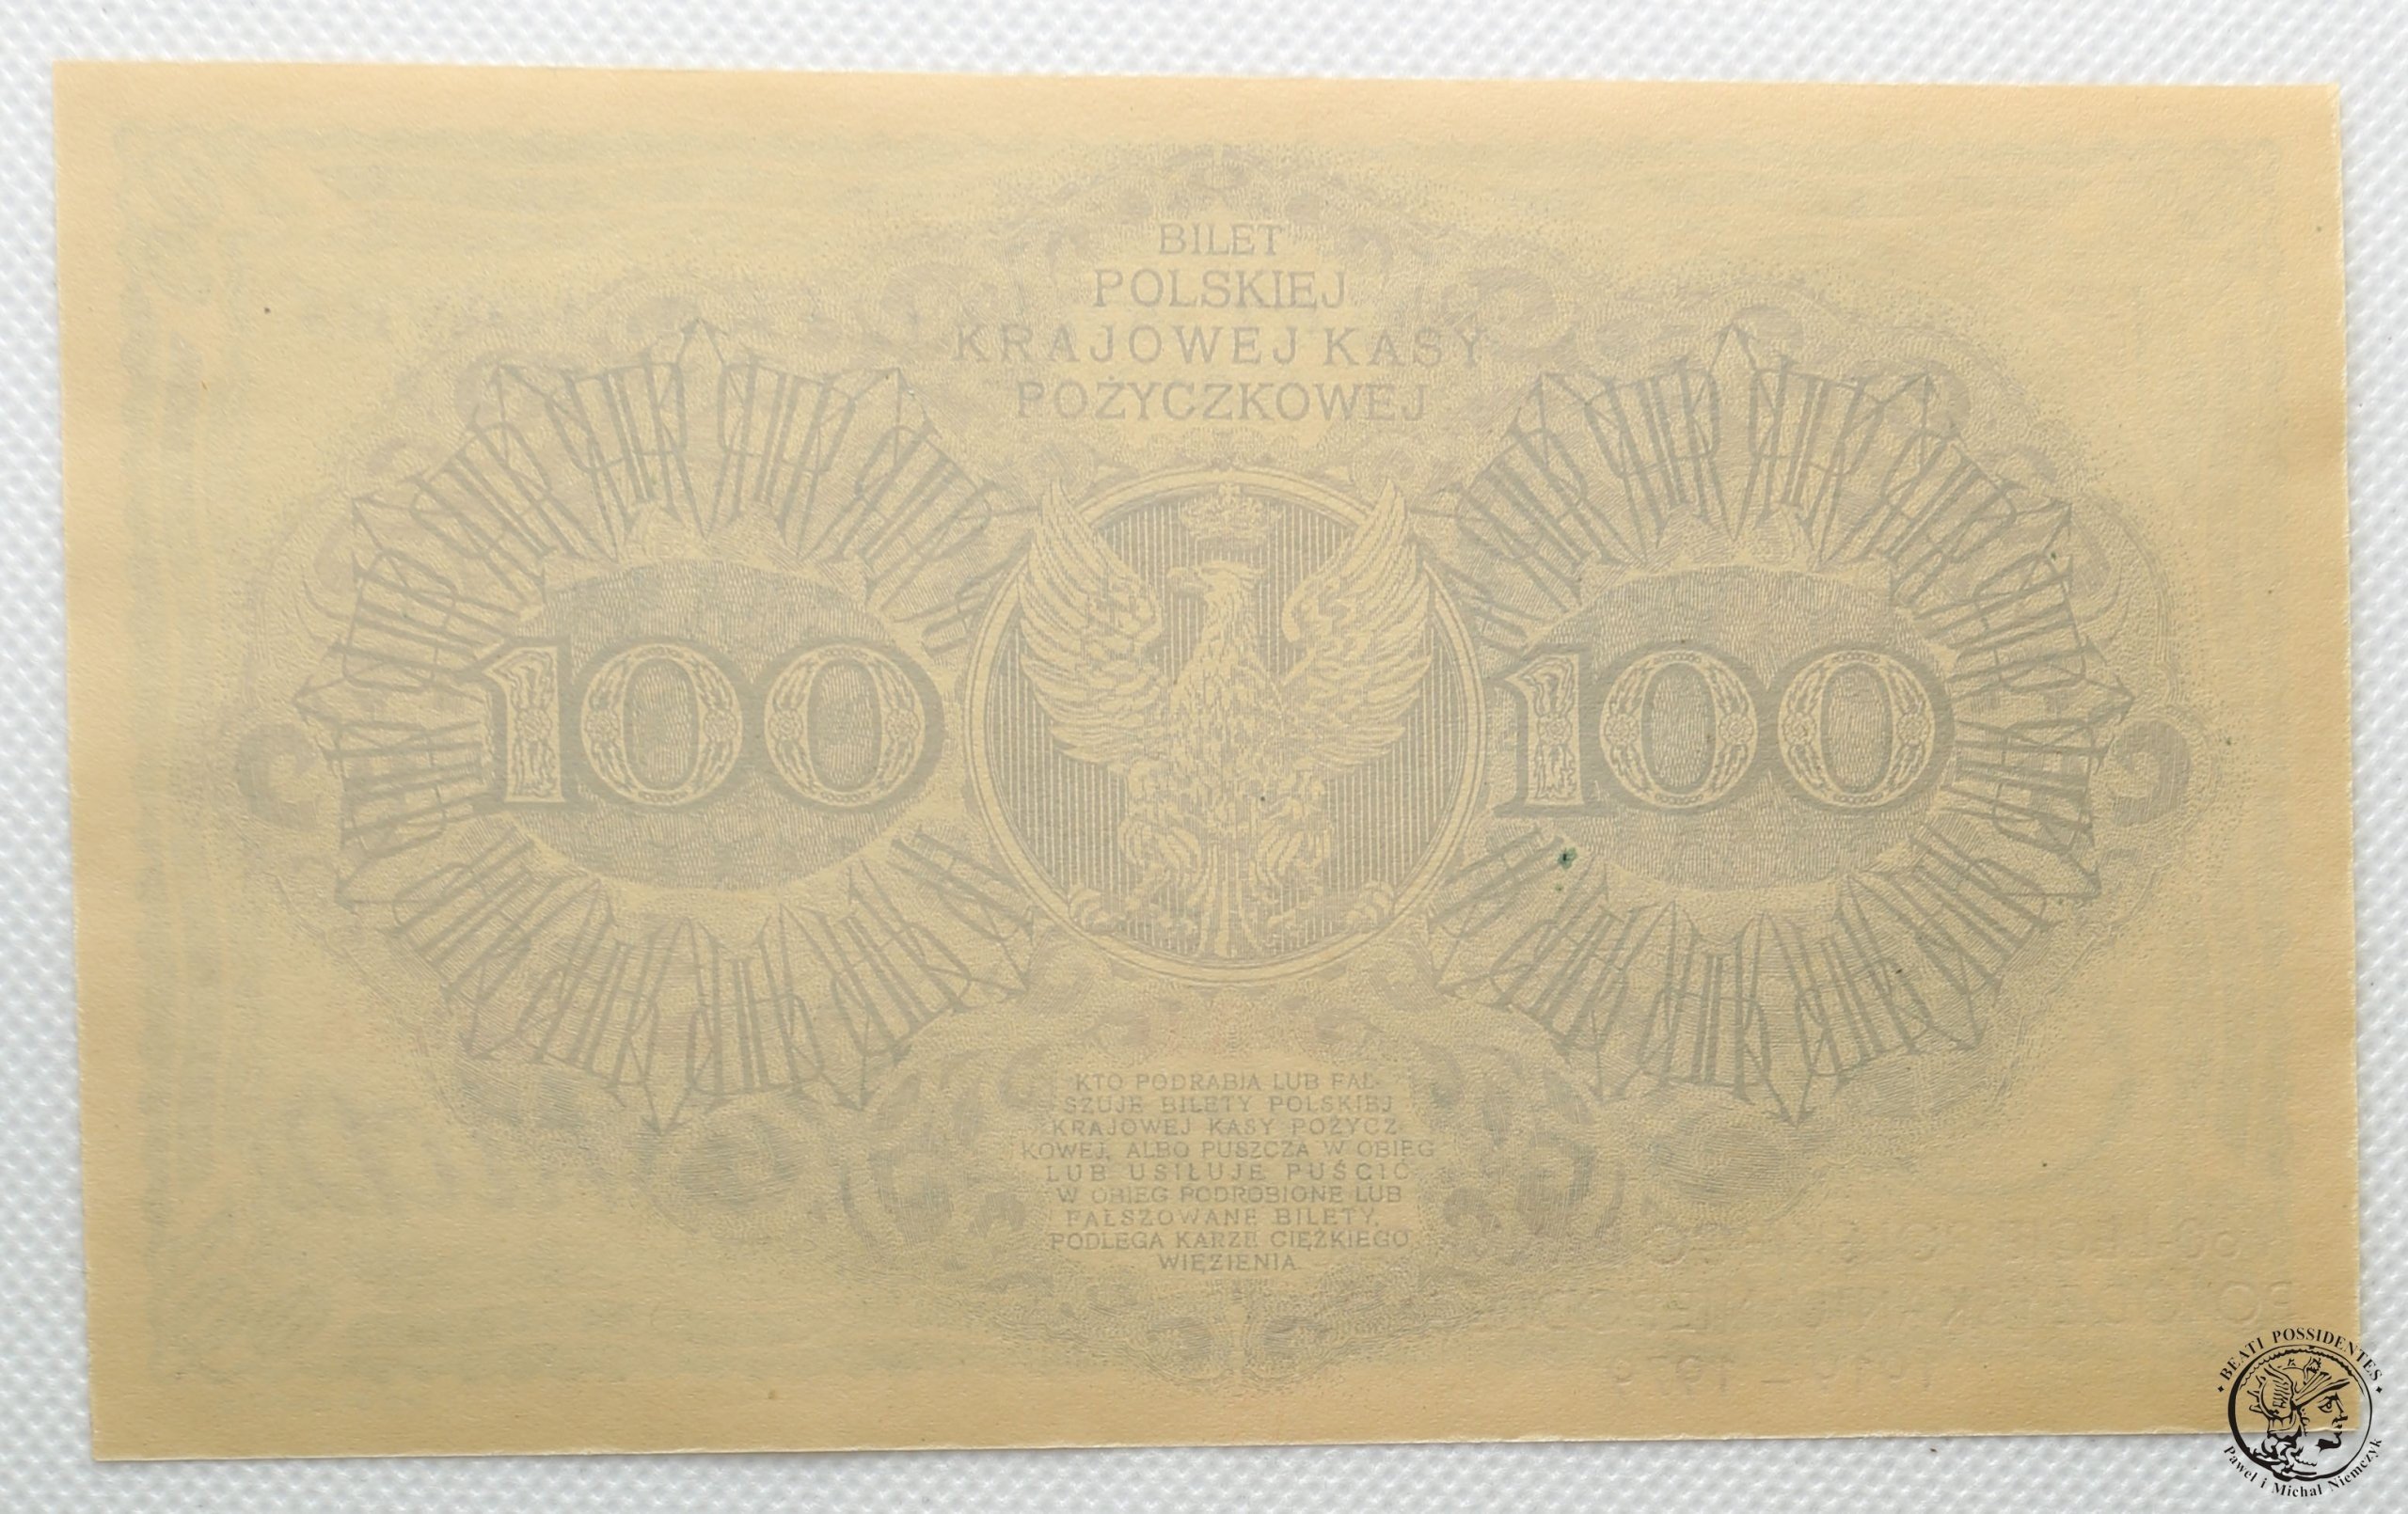 BILET
POLSKIEJ
KRAJOWEJ KASY
POŻYCZKOWEJ
100
100
KTO PODRABIA LUB FAŁ-
SZUJE BILETY POLSKIEJ
KRAJOWEJ KASY POŻYCZ-
KOWEJ, ALBO PUSZCZA W OBIEG
LUB USIŁUJE PUŚCIĆ
W OBIEG PODROBIONE LUB
FAŁSZOWANE BILETY,
PODLEGA KARZE CIĘŻKIEGO
WIĘZIENIA.
BEATI POSSIDENTES
Paweł i Michał Niemczyk